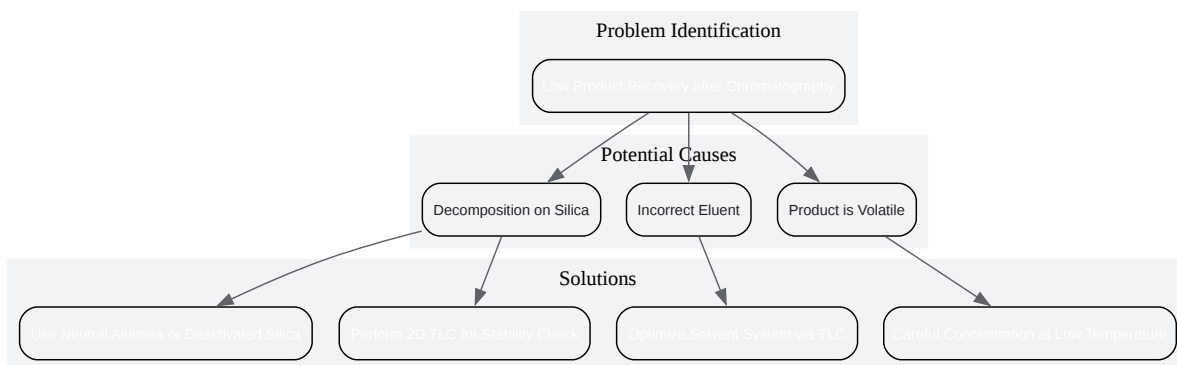 Problem Identification
Low Product Recovery after Chromatography
Potential Causes
Decomposition on Silica
Incorrect Eluent
Product is Volatile
Solutions
Use Neutral Alumina or Deactivated Silica
Perform 2D TLC for Stability Check
Optimize Solvent System via TLC
Careful Concentration at Low Temperature